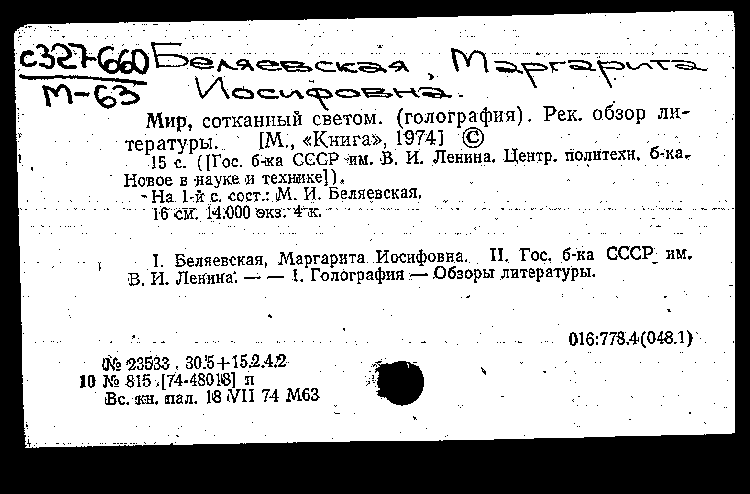 с327-660 Беляевская, Маргарита
М-63 Иосифовна.
Мир, сотканный светом. (голография). Рек. обзор ли-
тературы. [М., «Книга», 1974] ©
15 с. ([Гос. б-ка СССР им. В. И. Ленина. Центр. политехн. б-ка.
Новое в науке и технике]).
На 1-й с. сост.: М. И. Беляевская.
16 см. 14.000 экз. 4 к.
I. Беляевская, Маргарита Иосифовна. II. Гос. б-ка СССР им.
В. И. Ленина. — — 1. Голография — Обзоры литературы.
016:778.4(048.1)
№ 23533 . 30.5+15.2.4.2
10 № 815 [74-48018] п
Вс. кн. пал. 18 VII 74 М63